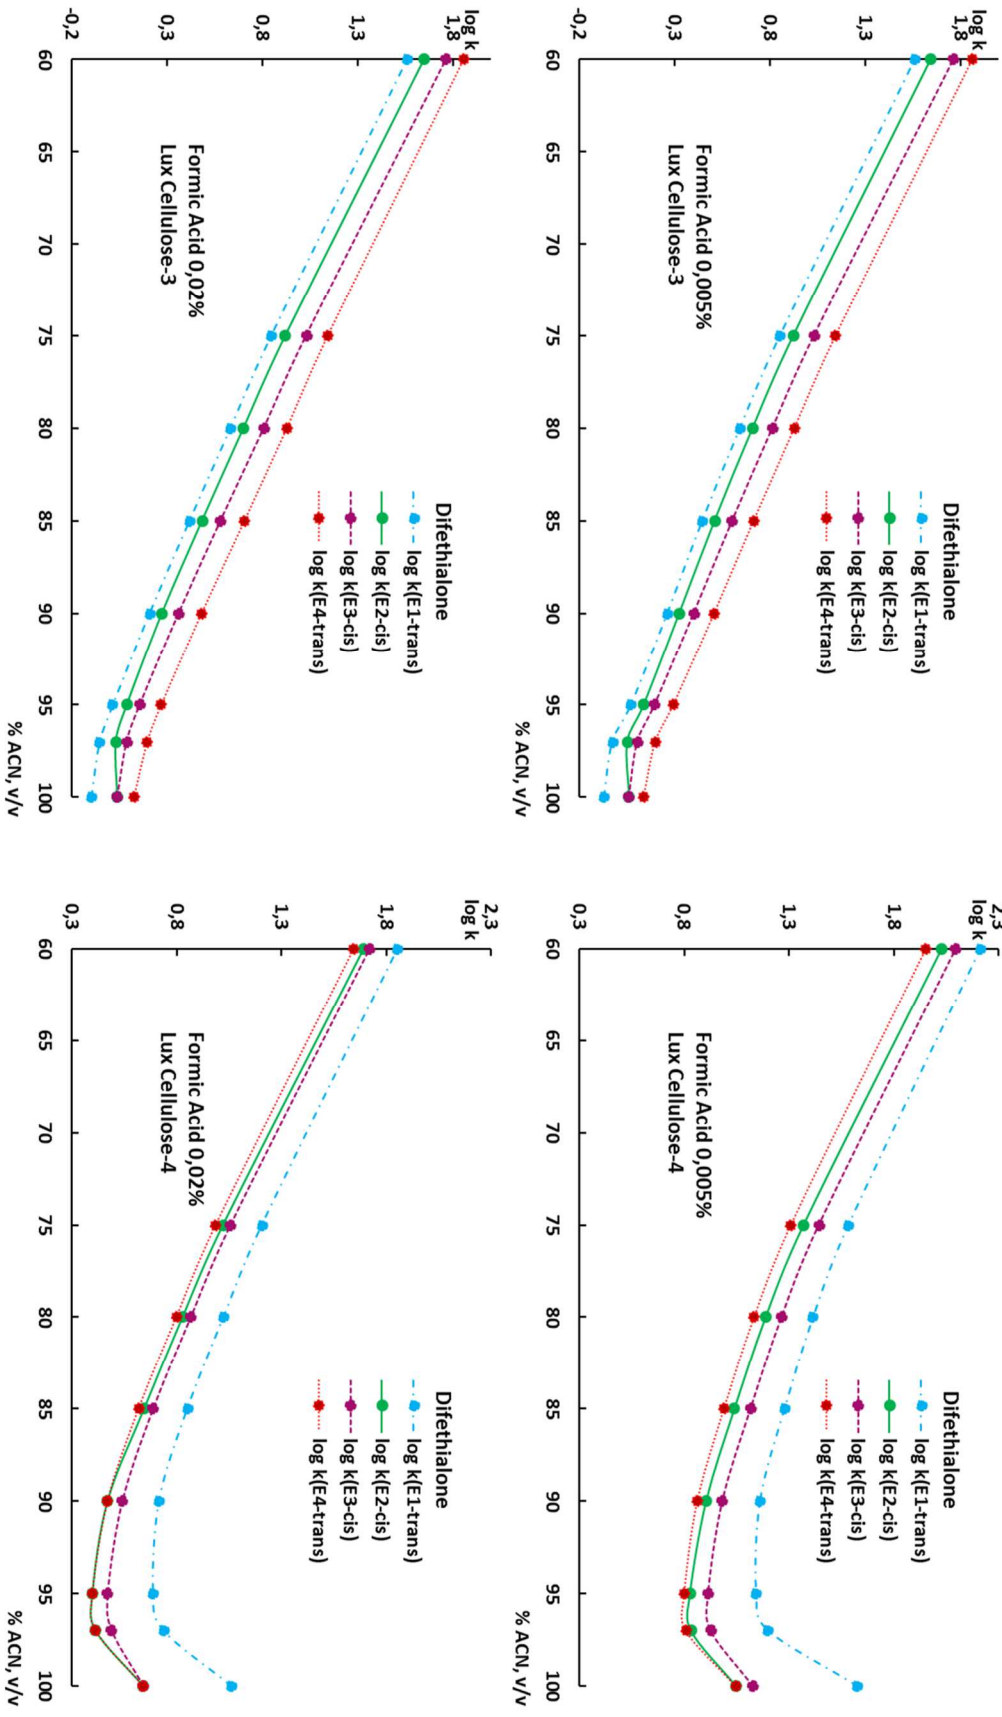 log k
1,8
1,3
0,8
0,3
-0,2
Difethialone
log k(E1-trans)
log k(E2-cis)
log k(E3-cis)
log k(E4-trans)
Formic Acid 0,005%
Lux Cellulose-3
60 65 70 75 80 85 90 95 100
% ACN, v/v
2,3
log k
1,8
1,3
0,8
0,3
Difethialone
log k(E1-trans)
log k(E2-cis)
log k(E3-cis)
log k(E4-trans)
Formic Acid 0,005%
Lux Cellulose-4
60 65 70 75 80 85 90 95 100
% ACN, v/v
log k
1,8
1,3
0,8
0,3
-0,2
Difethialone
log k(E1-trans)
log k(E2-cis)
log k(E3-cis)
log k(E4-trans)
Formic Acid 0,02%
Lux Cellulose-3
60 65 70 75 80 85 90 95 100
% ACN, v/v
2,3
log k
1,8
1,3
0,8
0,3
Difethialone
log k(E1-trans)
log k(E2-cis)
log k(E3-cis)
log k(E4-trans)
Formic Acid 0,02%
Lux Cellulose-4
60 65 70 75 80 85 90 95 100
% ACN, v/v